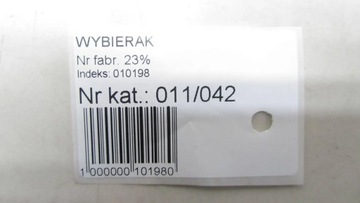 WYBIERAK
Nr fabr. 23%
Indeks: 010198
Nr kat.: 011/042
1 000000 101980